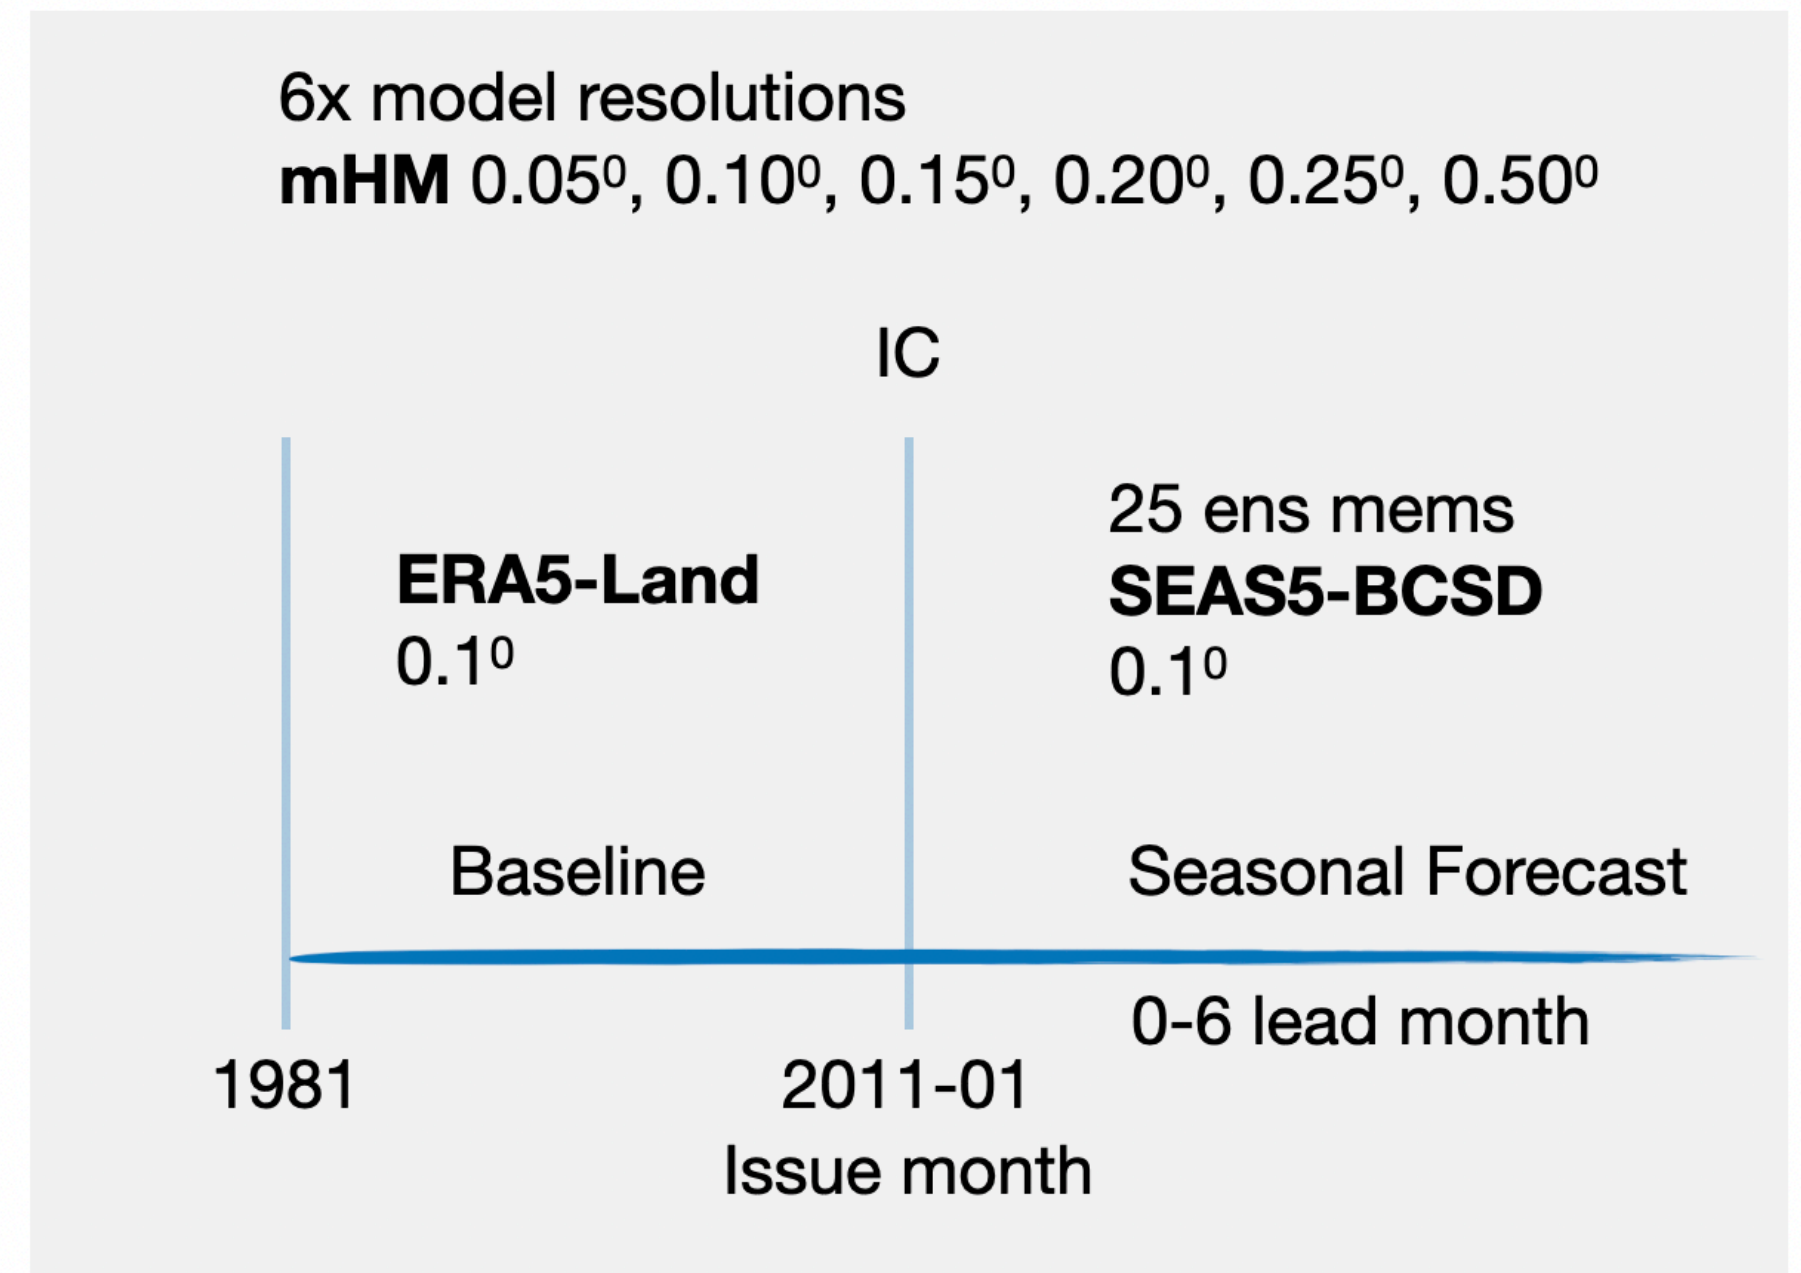 6x model resolutions
mHM 0.05⁰, 0.10⁰, 0.15⁰, 0.20⁰, 0.25⁰, 0.50⁰
IC
ERA5-Land
0.1⁰
25 ens mems
SEAS5-BCSD
0.1⁰
Baseline
Seasonal Forecast
0-6 lead month
1981
2011-01
Issue month